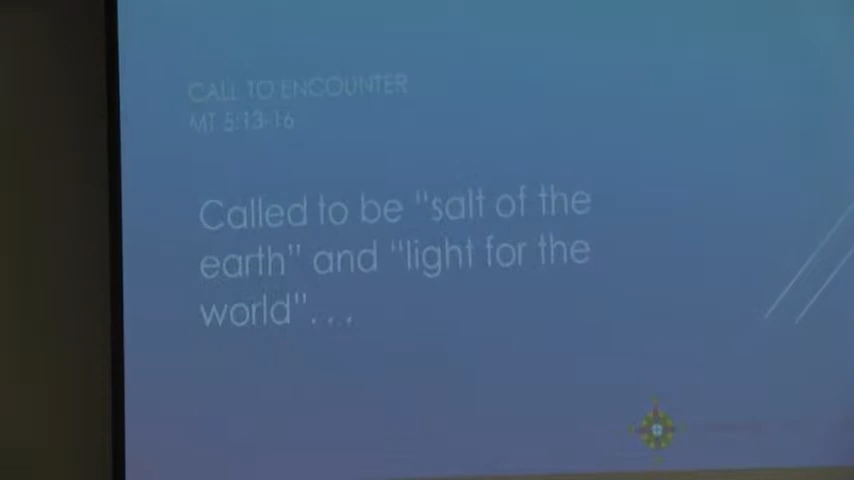 CALL TO ENCOUNTER
MT 5:13-16
Called to be "salt of the
earth" and "light for the
world"...